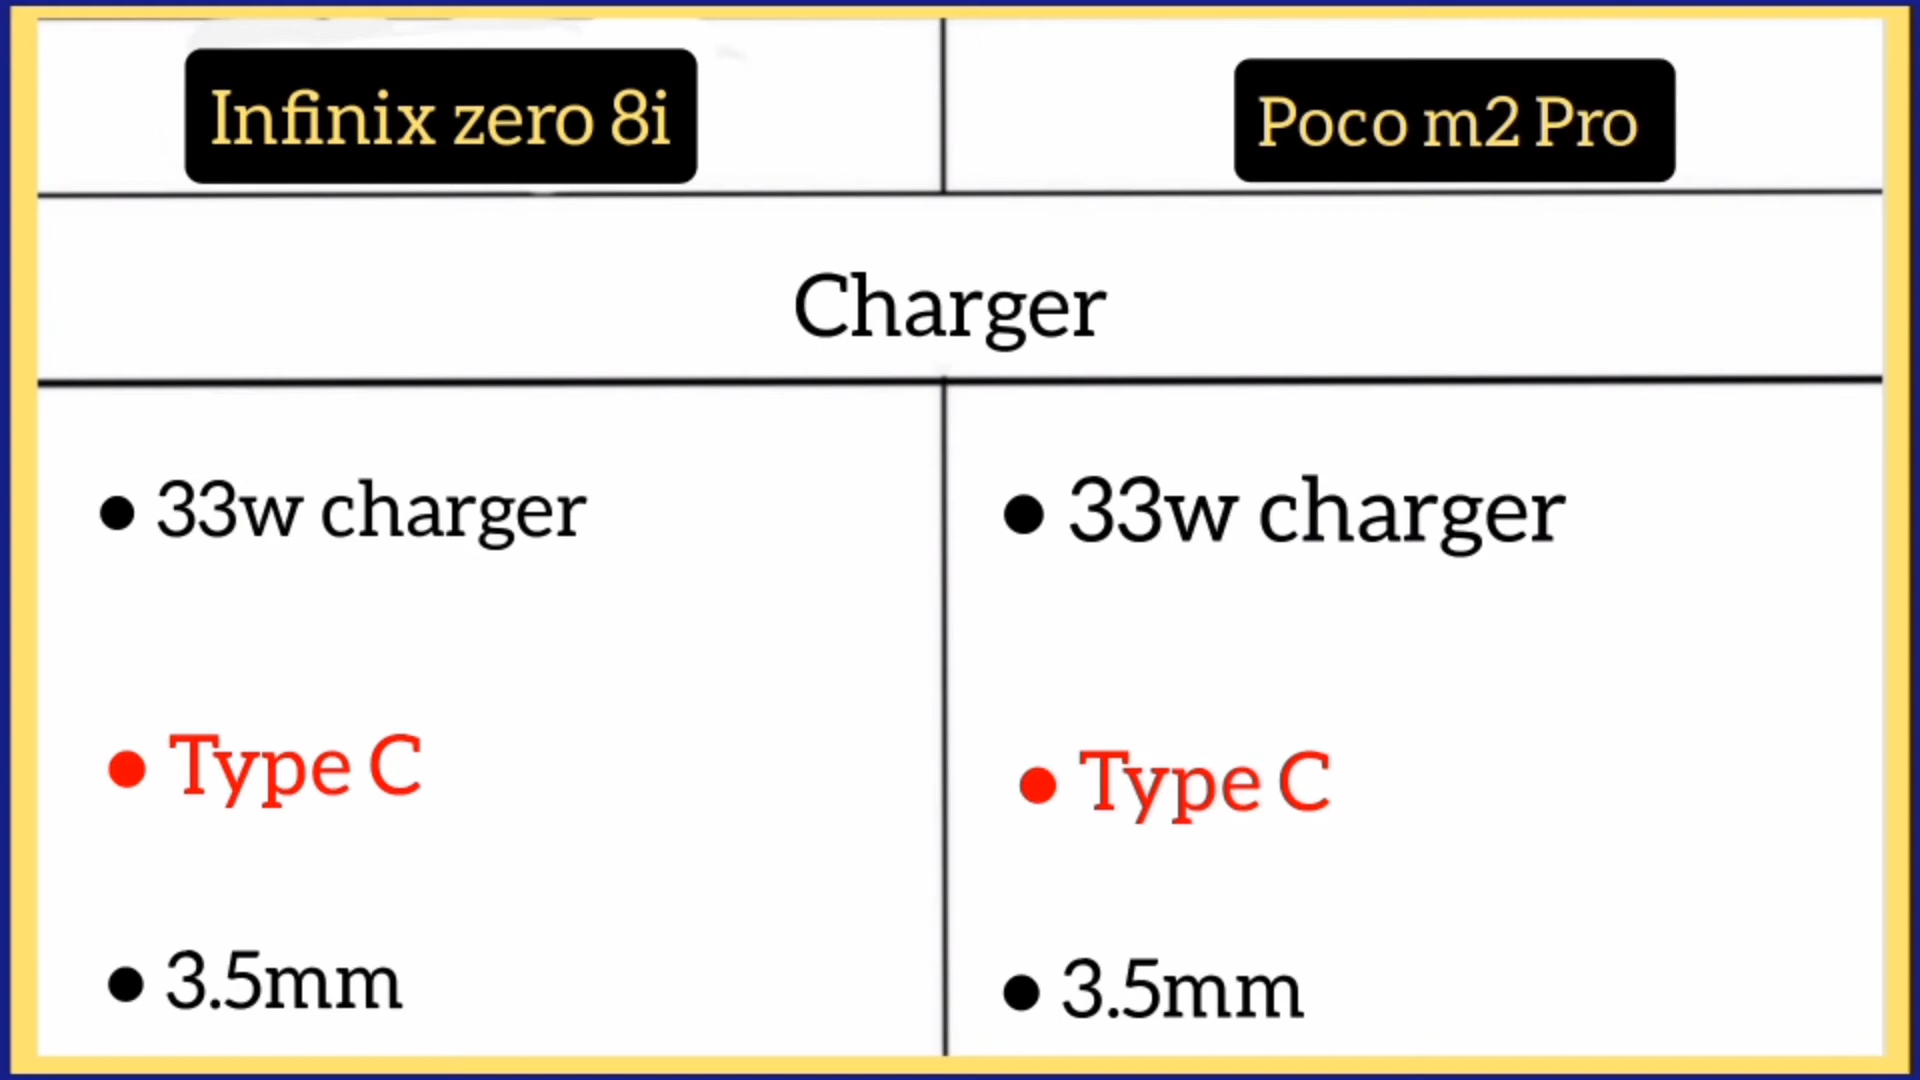 Infinix zero 8i
Poco m2 Pro
Charger
• 33w charger
• 33w charger
• Type C
• Type C
• 3.5mm
• 3.5mm